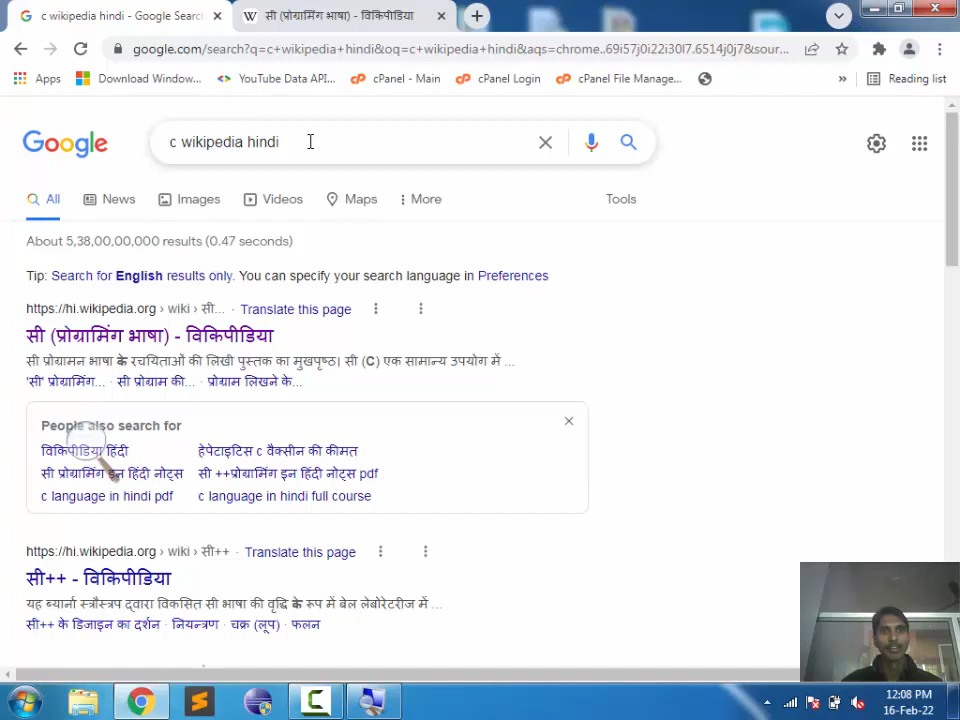 c wikipedia hindi - Google Searc
सी (प्रोग्रामिंग भाषा) - विकिपीडिया
google.com/search?q=c+wikipedia+hindi&oq=c+wikipedia+hindi&aqs=chrome..69i57j0i22i30l7.6514j0j7&sour...
Apps
Download Window...
YouTube Data API...
cPanel - Main
cPanel Login
cPanel File Manage...
»
Reading list
Google
c wikipedia hindi
All
News
Images
Videos
Maps
More
Tools
About 5,38,00,00,000 results (0.47 seconds)
Tip: Search for English results only. You can specify your search language in Preferences
https://hi.wikipedia.org › wiki › सी... · Translate this page
सी (प्रोग्रामिंग भाषा) - विकिपीडिया
सी प्रोग्रामन भाषा के रचयिताओं की लिखी पुस्तक का मुखपृष्ठ। सी (C) एक सामान्य उपयोग में ...
'सी' प्रोग्रामिंग... · सी प्रोग्राम की... · प्रोग्राम लिखने के...
People also search for
विकिपीडिया हिंदी
हेपेटाइटिस c वैक्सीन की कीमत
सी प्रोग्रामिंग इन हिंदी नोट्स
सी ++प्रोग्रामिंग इन हिंदी नोट्स pdf
c language in hindi pdf
c language in hindi full course
https://hi.wikipedia.org › wiki › सी++ · Translate this page
सी++ - विकिपीडिया
यह ब्यार्ना स्त्रौस्त्रप द्वारा विकसित सी भाषा की वृद्धि के रूप में बेल लेबोरेटरीज में ...
सी++ के डिजाइन का दर्शन · नियन्त्रण · चक्र (लूप) · फलन
12:08 PM
16-Feb-22